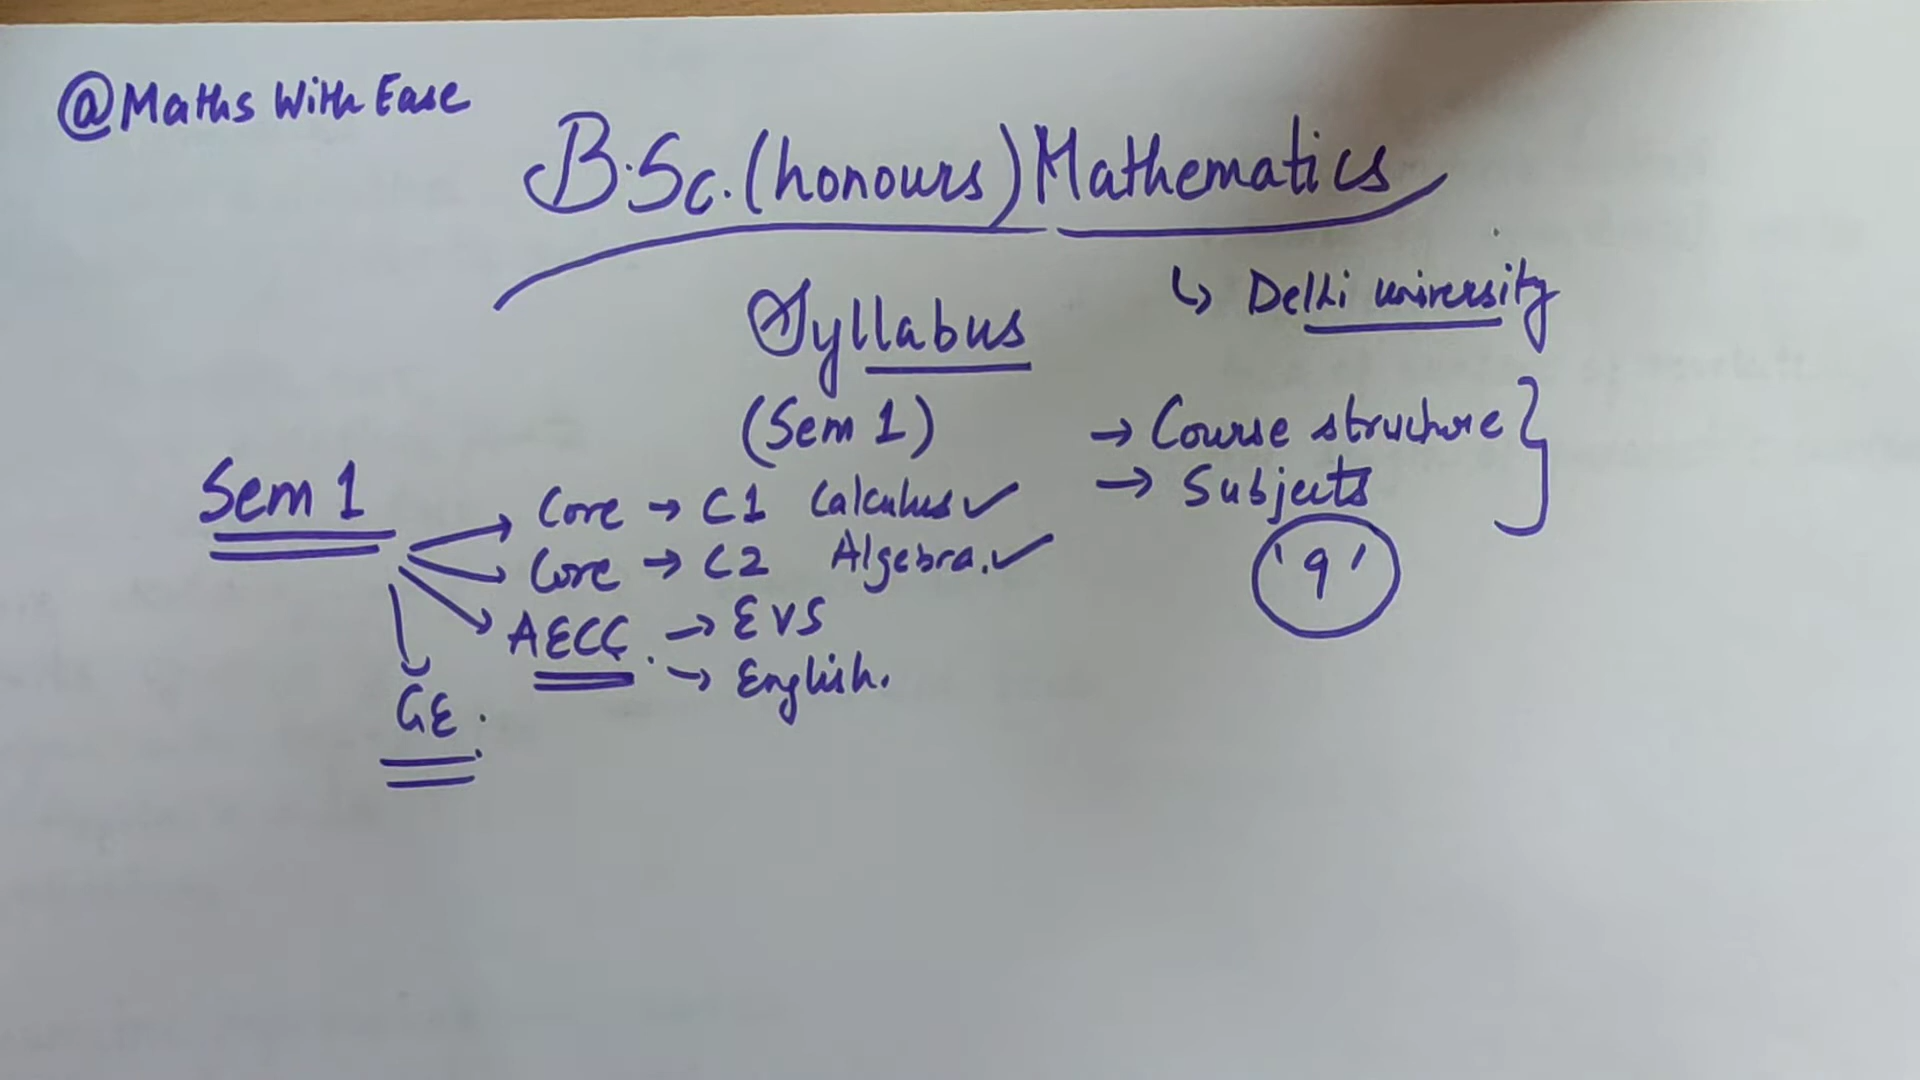 @Maths With Ease
B.Sc. (honours) Mathematics
↳ Delhi university
Syllabus
(Sem 1)
→ Course structure
→ Subjects
'9'
Sem 1
Core → C1 Calculus ✓
Core → C2 Algebra. ✓
AECC. → EVS
→ English.
GE.